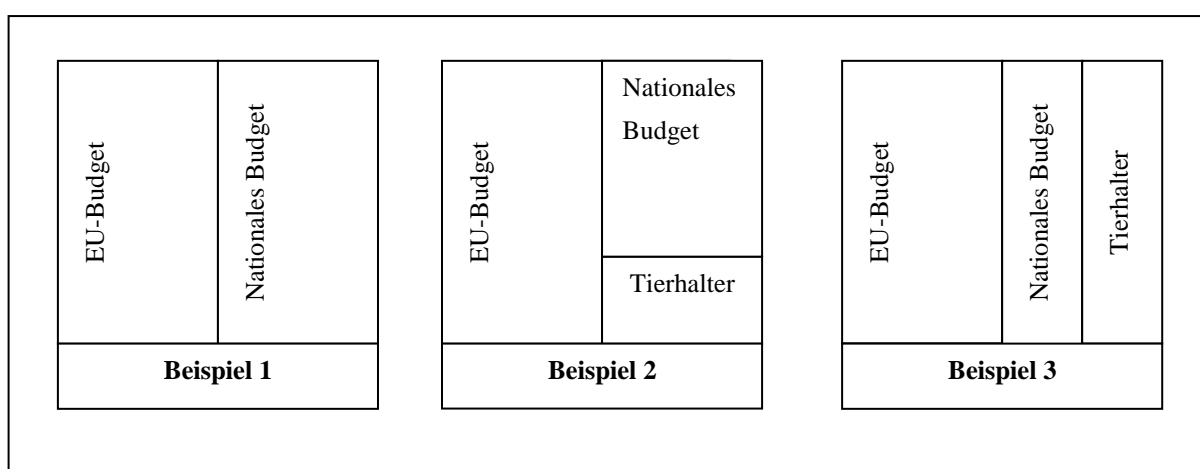 EU-Budget
Nationales Budget
Beispiel 1
EU-Budget
Nationales
Budget
Tierhalter
Beispiel 2
EU-Budget
Nationales Budget
Tierhalter
Beispiel 3